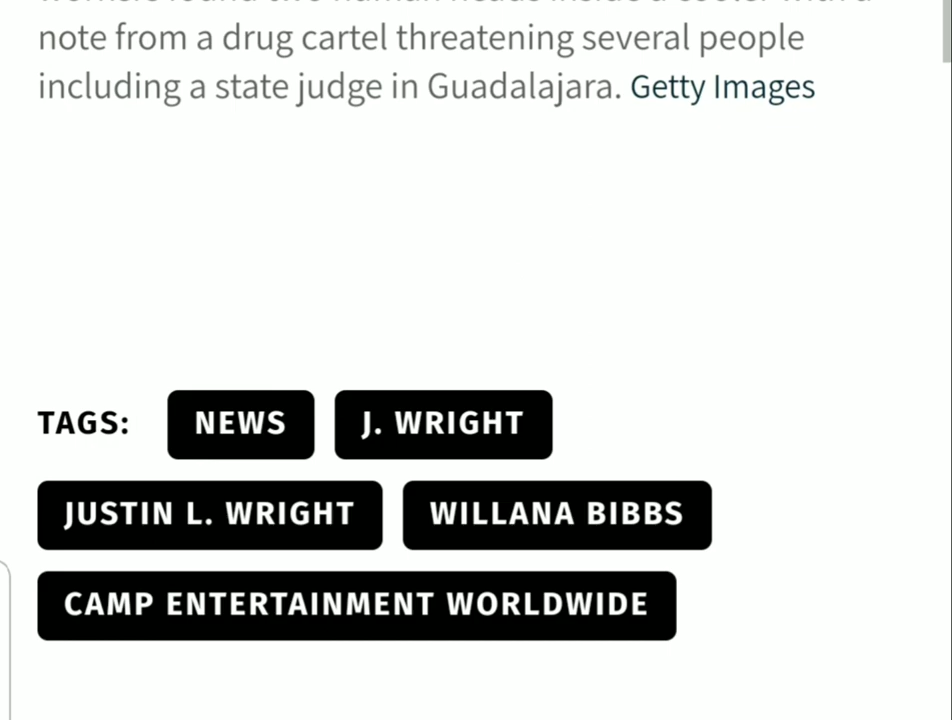 note from a drug cartel threatening several people
including a state judge in Guadalajara. Getty Images
TAGS: NEWS J. WRIGHT
JUSTIN L. WRIGHT WILLANA BIBBS
CAMP ENTERTAINMENT WORLDWIDE